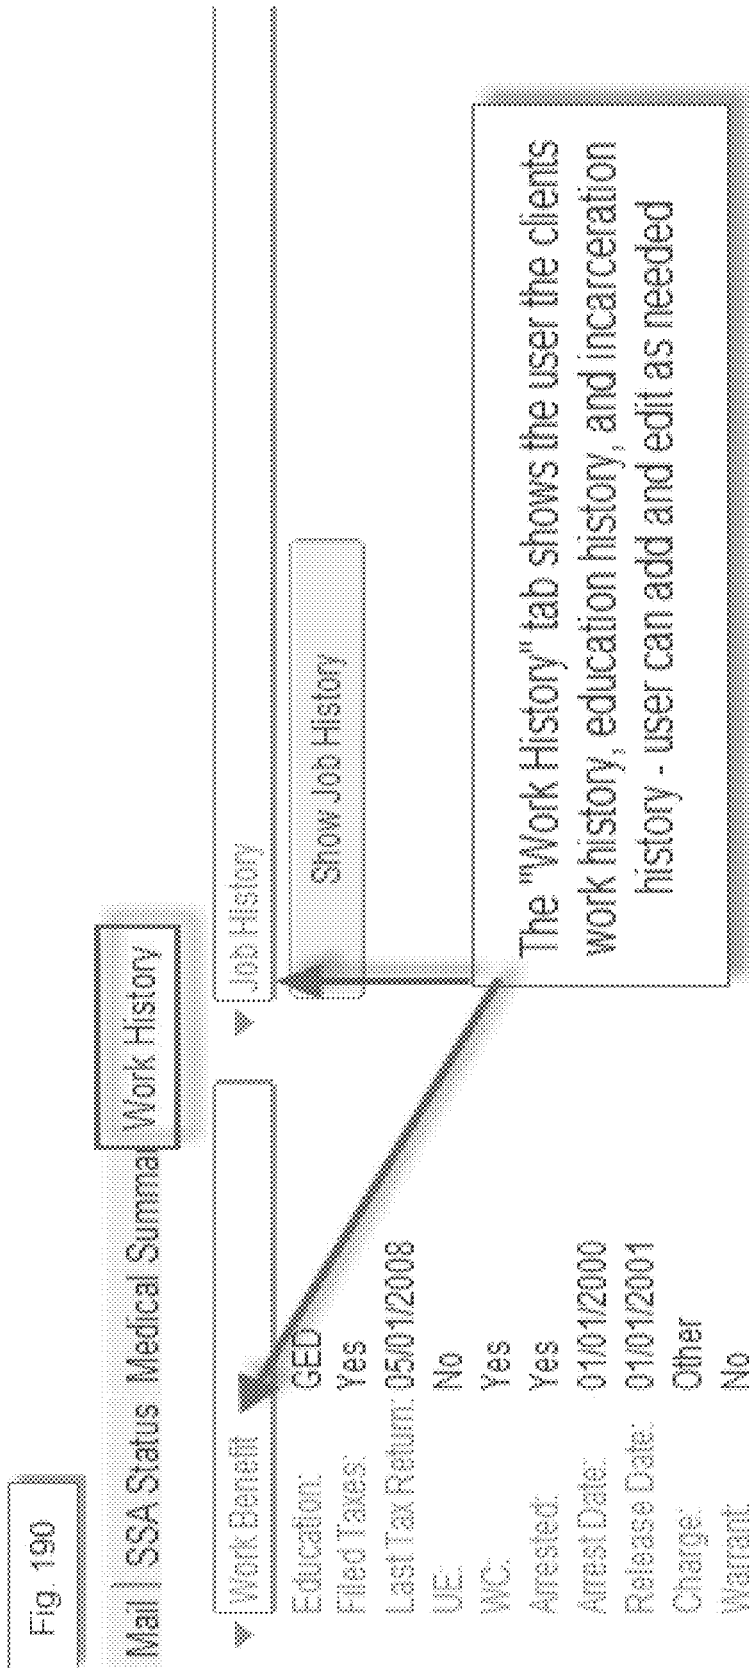 Fig 190
Mail | SSA Status Medical Summar Work History
Work Benefit
Education: GED
Filed Taxes: Yes
Last Tax Return: 05/01/2008
UE: No
WC: Yes
Arrested: Yes
Arrest Date: 01/01/2000
Release Date: 01/01/2001
Charge: Other
Warrant: No
Job History
Show Job History
The "Work History" tab shows the user the clients
work history, education history, and incarceration
history - user can add and edit as needed